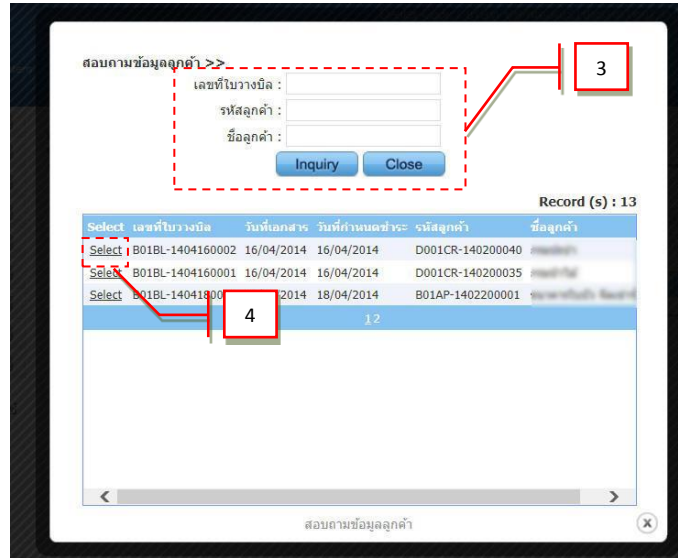 สอบถามข้อมูลลูกค้า >>
เลขที่ใบวางบิล :
รหัสลูกค้า :
ชื่อลูกค้า :
Inquiry Close
3
Record (s) : 13
Select เลขที่ใบวางบิล วันที่เอกสาร วันที่กำหนดชำระ รหัสลูกค้า ชื่อลูกค้า
Select B01BL-1404160002 16/04/2014 16/04/2014 D001CR-140200040
Select B01BL-1404160001 16/04/2014 16/04/2014 D001CR-140200035
Select 18/04/2014 B01AP-1402200001
4
1 2
สอบถามข้อมูลลูกค้า
X